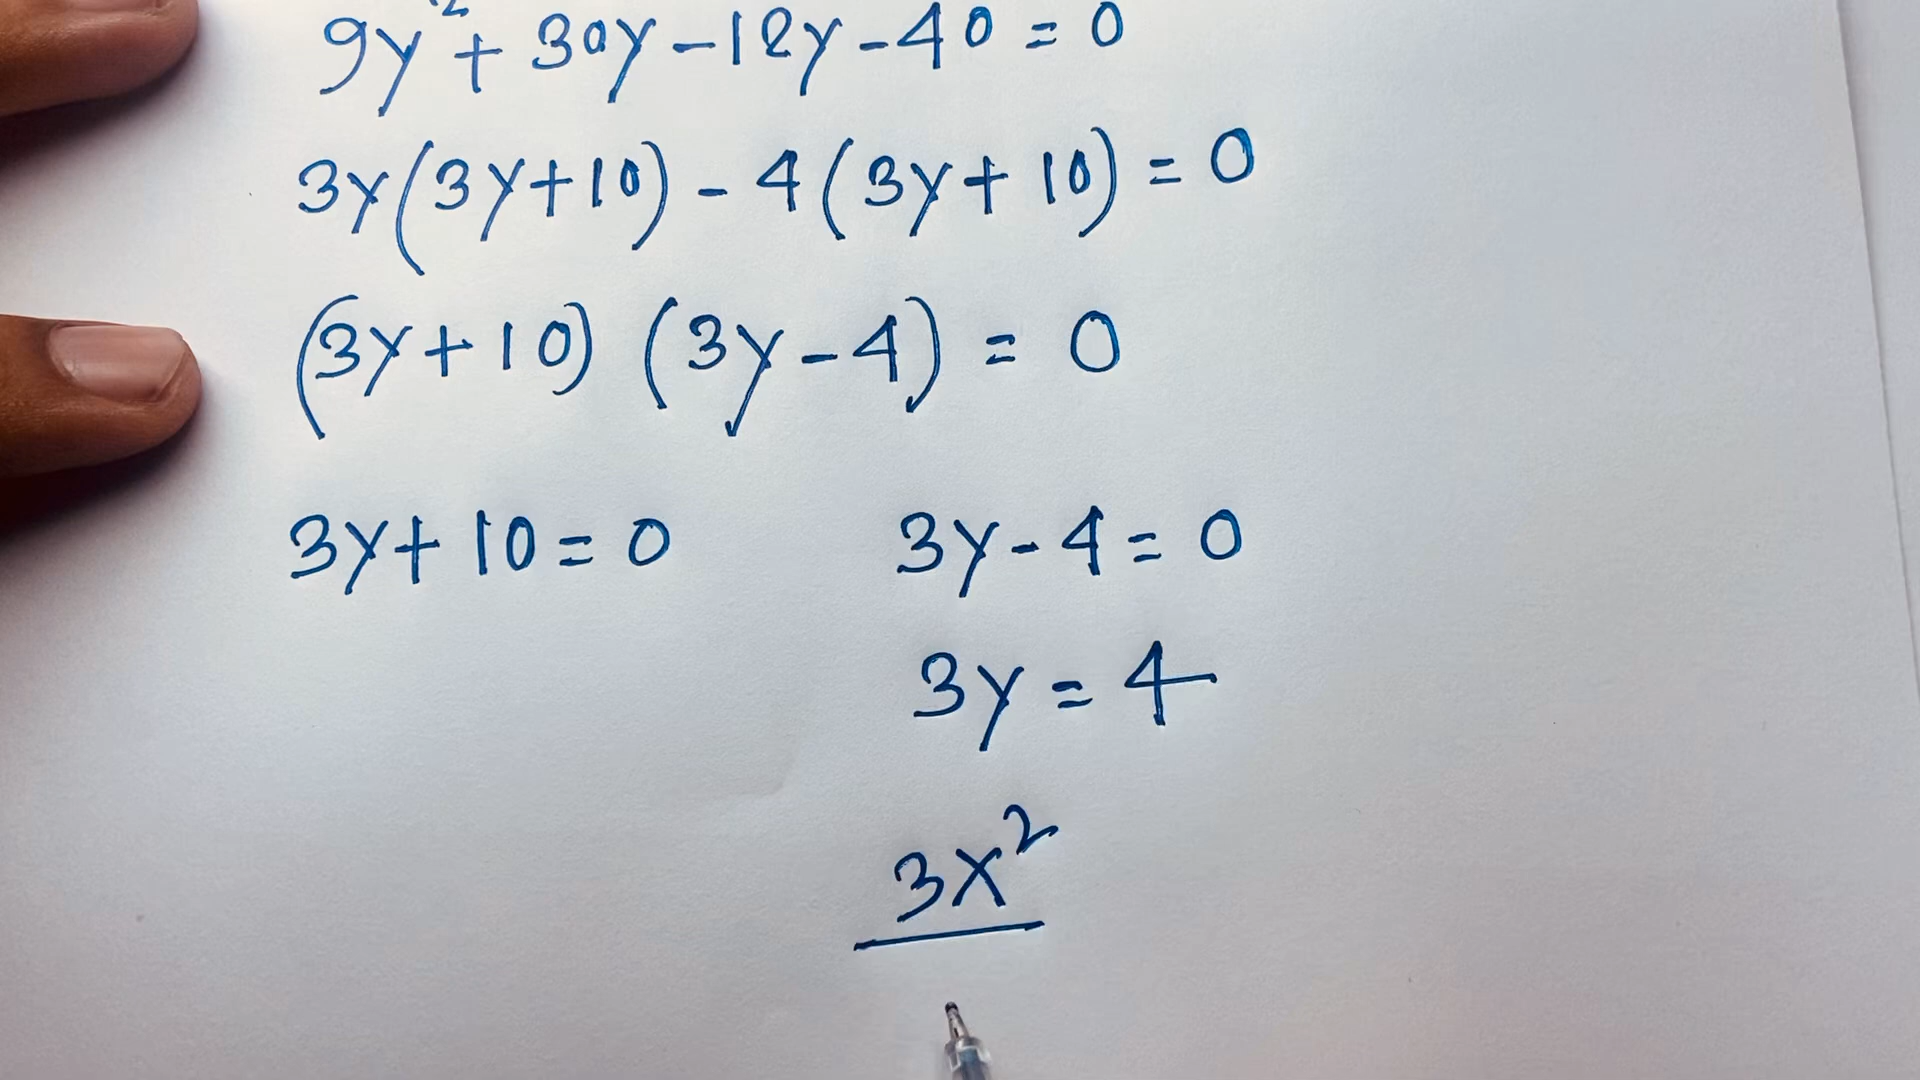 9y² + 30y - 12y - 40 = 0
3y(3y+10) - 4(3y+10) = 0
(3y+10) (3y-4) = 0
3y+10=0 3y-4=0
3y=4
3x²